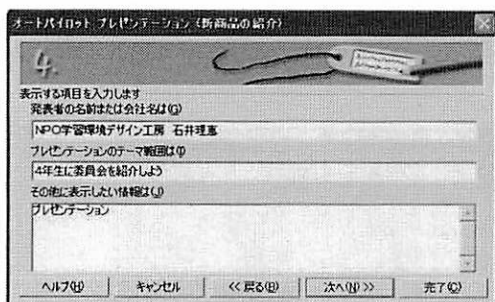 オートパイロット プレゼンテーション(新商品の紹介)
4.
表示する項目を入力します
発表者の名前または会社名は(G)
NPO学習環境デザイン工房 石井理恵
プレゼンテーションのテーマ範囲は(I)
4年生に委員会を紹介しよう
その他に表示したい情報は(J)
プレゼンテーション
ヘルプ(H) キャンセル << 戻る(B) 次へ(N) >> 完了(C)